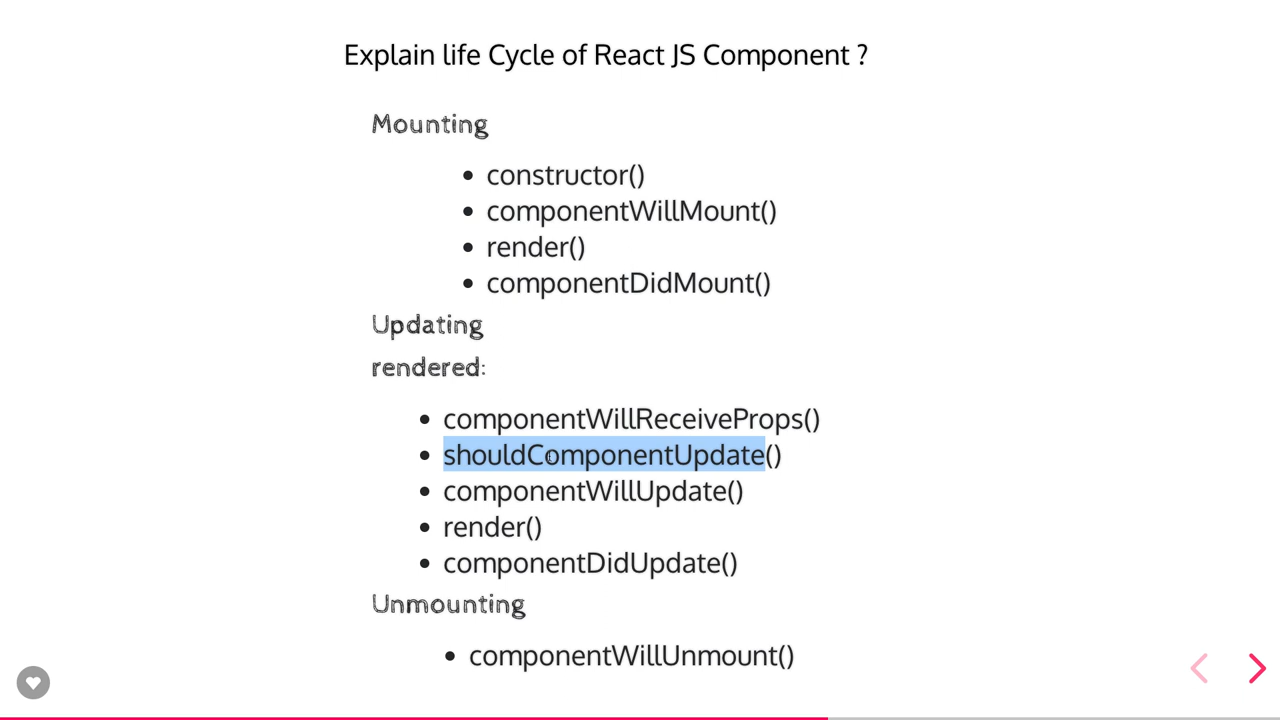 Explain life Cycle of React JS Component ?
Mounting
• constructor()
• componentWillMount()
• render()
• componentDidMount()
Updating
rendered:
• componentWillReceiveProps()
• shouldComponentUpdate()
• componentWillUpdate()
• render()
• componentDidUpdate()
Unmounting
• componentWillUnmount()